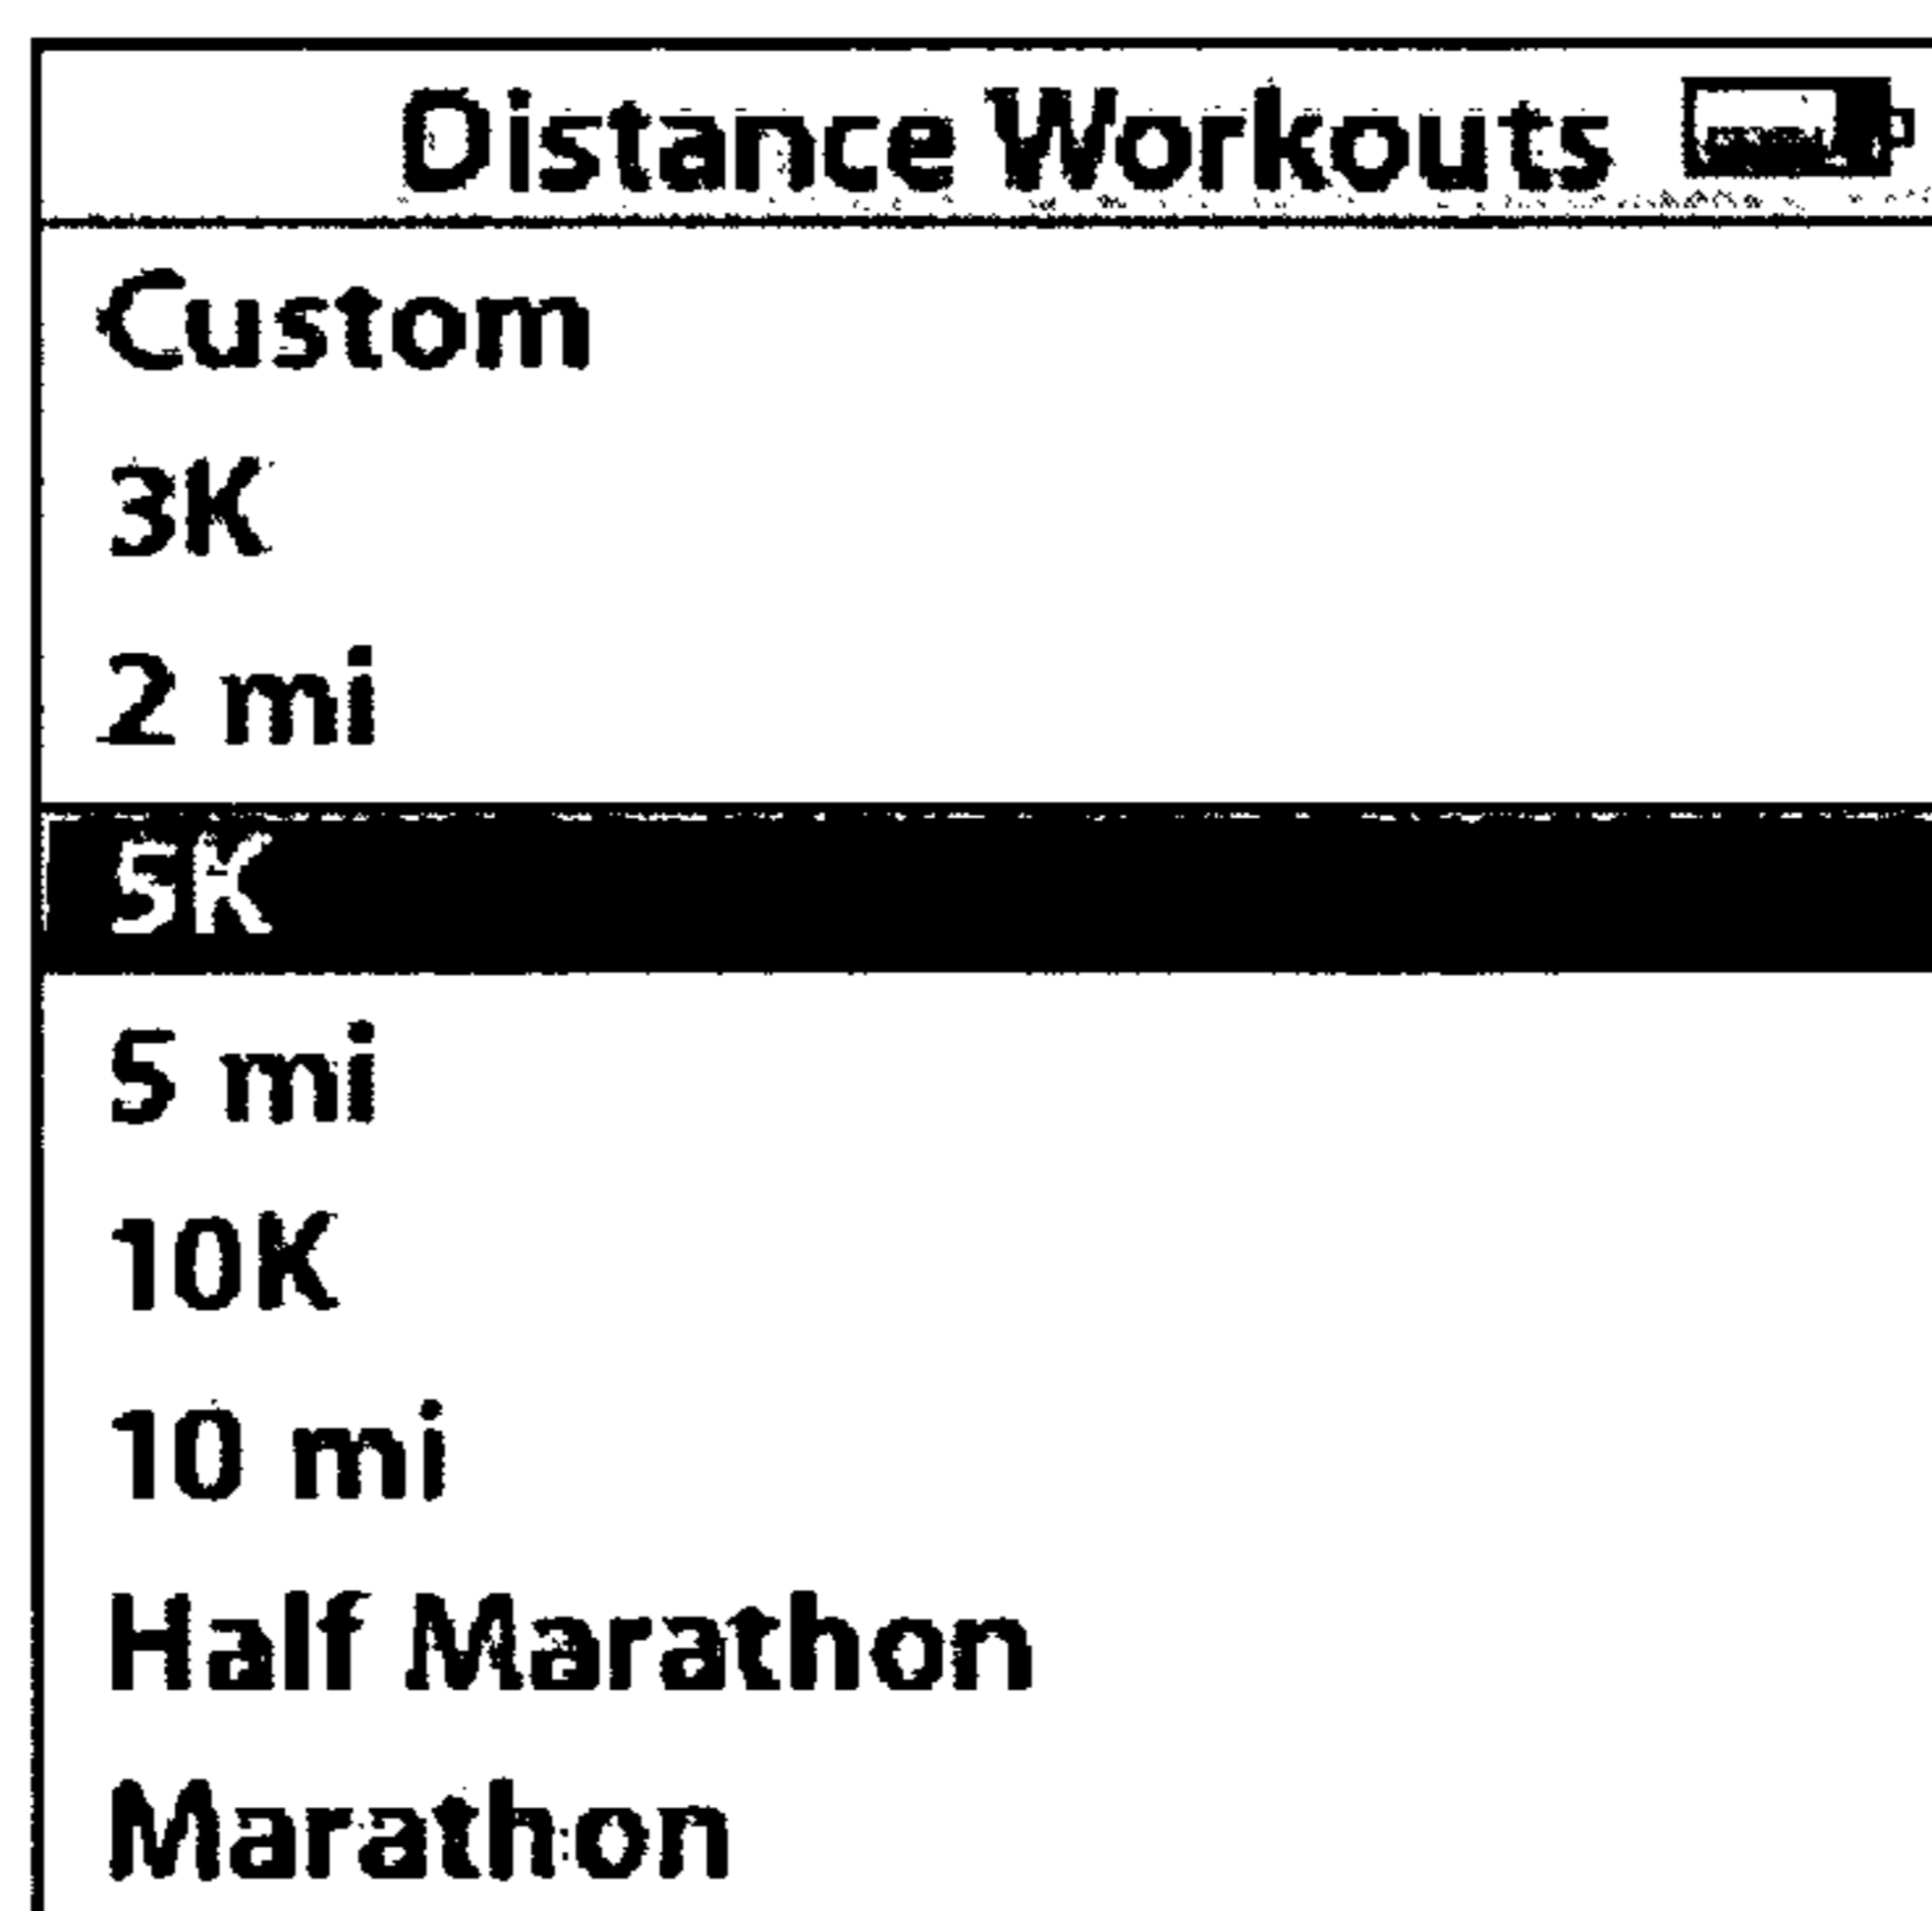 Distance Workouts
Custom
3K
2 mi
5K
5 mi
10K
10 mi
Half Marathon
Marathon